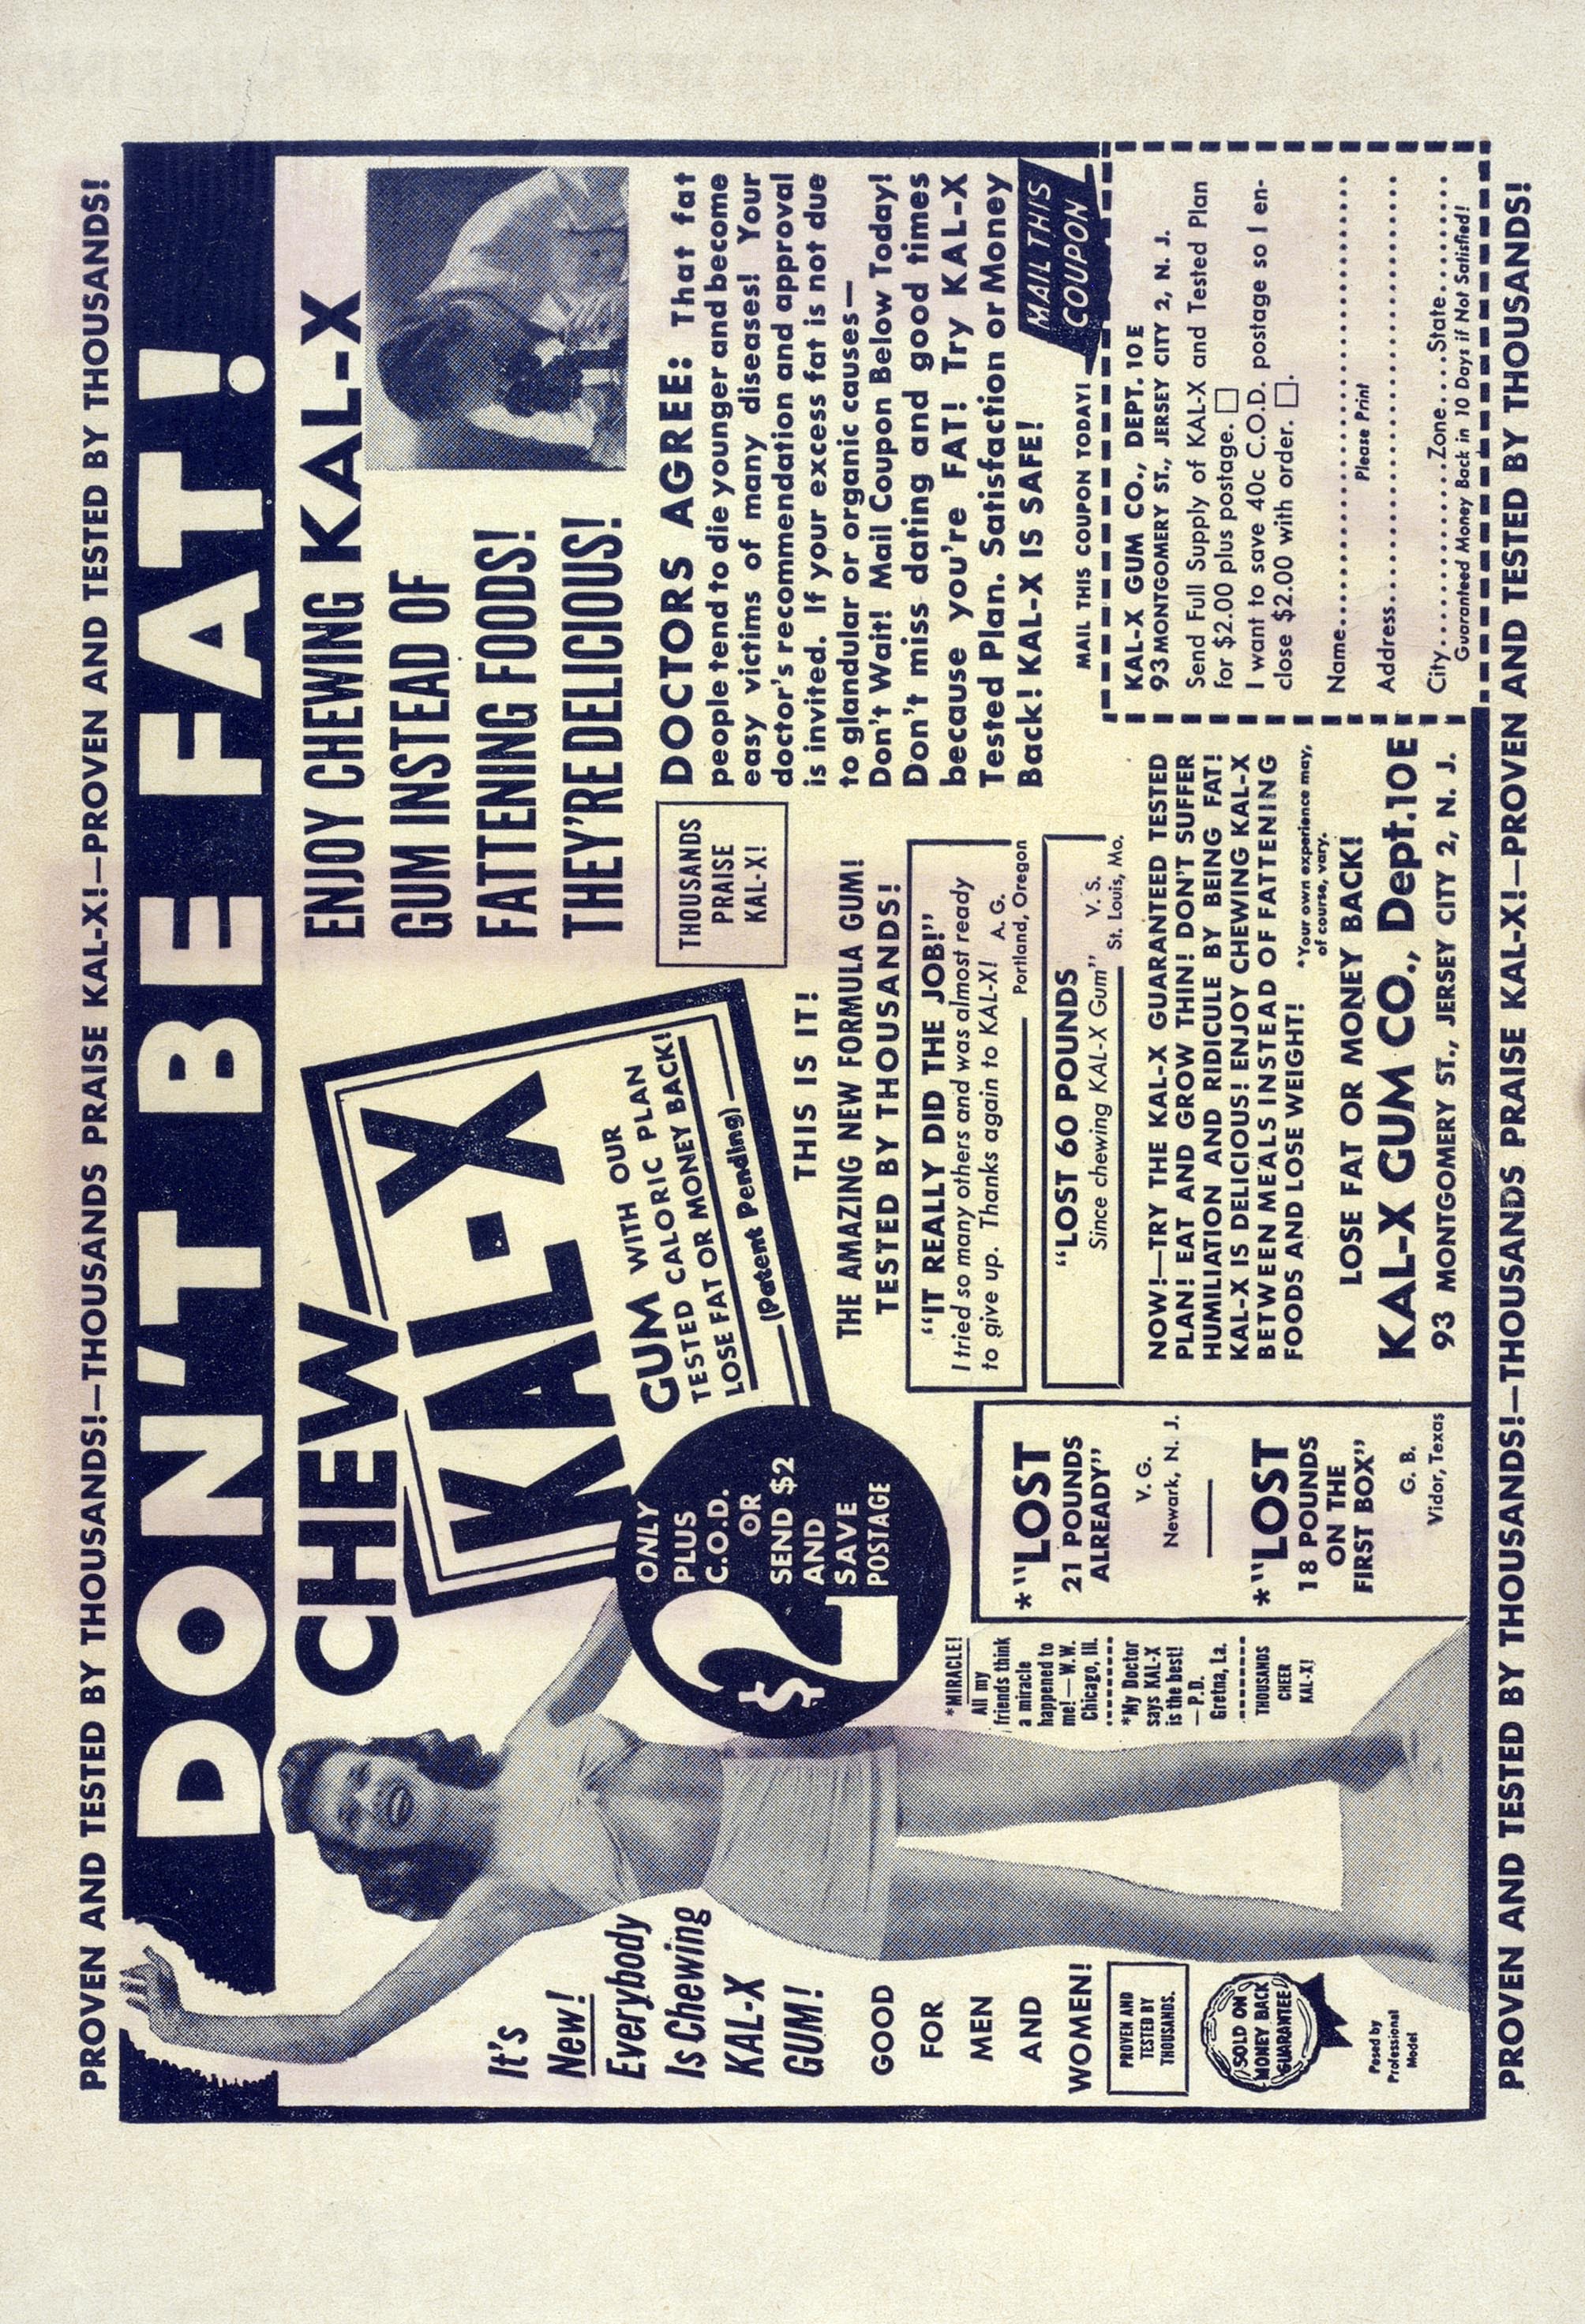 PROVEN AND TESTED BY THOUSANDS!—THOUSANDS PRAISE KAL-X!—PROVEN AND TESTED BY THOUSANDS!
DON'T BE FAT!
It's
New!
Everybody
Is Chewing
KAL-X
GUM!
GOOD
FOR
MEN
AND
WOMEN!
PROVEN AND
TESTED BY
THOUSANDS.
SOLD ON
MONEY BACK
GUARANTEE
Posed by
Professional
Model
CHEW
KAL-X
GUM WITH OUR
TESTED CALORIC PLAN
LOSE FAT OR MONEY BACK!
(Patent Pending)
$2
ONLY
PLUS
C.O.D.
OR
SEND $2
AND
SAVE
POSTAGE
*MIRACLE!
All my
friends think
a miracle
happened to
me!—W.W.
Chicago, Ill.
*My Doctor
says KAL-X
is the best!
—P.D.
Gretna, La.
THOUSANDS
CHEER
KAL-X!
*"LOST
21 POUNDS
ALREADY"
V. G.
Newark, N. J.
*"LOST
18 POUNDS
ON THE
FIRST BOX"
G. B.
Vidor, Texas
ENJOY CHEWING KAL-X
GUM INSTEAD OF
FATTENING FOODS!
THEY'RE DELICIOUS!
THOUSANDS
PRAISE
KAL-X!
THIS IS IT!
THE AMAZING NEW FORMULA GUM!
TESTED BY THOUSANDS!
"IT REALLY DID THE JOB!"
I tried so many others and was almost ready
to give up. Thanks again to KAL-X! A. G.
Portland, Oregon
"LOST 60 POUNDS
Since chewing KAL-X Gum" V. S.
St. Louis, Mo.
NOW!—TRY THE KAL-X GUARANTEED TESTED
PLAN! EAT AND GROW THIN! DON'T SUFFER
HUMILIATION AND RIDICULE BY BEING FAT!
KAL-X IS DELICIOUS! ENJOY CHEWING KAL-X
BETWEEN MEALS INSTEAD OF FATTENING
FOODS AND LOSE WEIGHT!
*Your own experience may,
of course, vary.
LOSE FAT OR MONEY BACK!
KAL-X GUM CO., Dept.10E
93 MONTGOMERY ST., JERSEY CITY 2, N. J.
DOCTORS AGREE: That fat
people tend to die younger and become
easy victims of many diseases! Your
doctor's recommendation and approval
is invited. If your excess fat is not due
to glandular or organic causes—
Don't Wait! Mail Coupon Below Today!
Don't miss dating and good times
because you're FAT! Try KAL-X
Tested Plan. Satisfaction or Money
Back! KAL-X IS SAFE!
MAIL THIS
COUPON
MAIL THIS COUPON TODAY!
KAL-X GUM CO., DEPT. 10E
93 MONTGOMERY ST., JERSEY CITY 2, N. J.
Send Full Supply of KAL-X and Tested Plan
for $2.00 plus postage. □
I want to save 40c C.O.D. postage so I en-
close $2.00 with order. □.
Name
Please Print
Address
City........Zone....State
Guaranteed Money Back in 10 Days if Not Satisfied!
PROVEN AND TESTED BY THOUSANDS!—THOUSANDS PRAISE KAL-X!—PROVEN AND TESTED BY THOUSANDS!